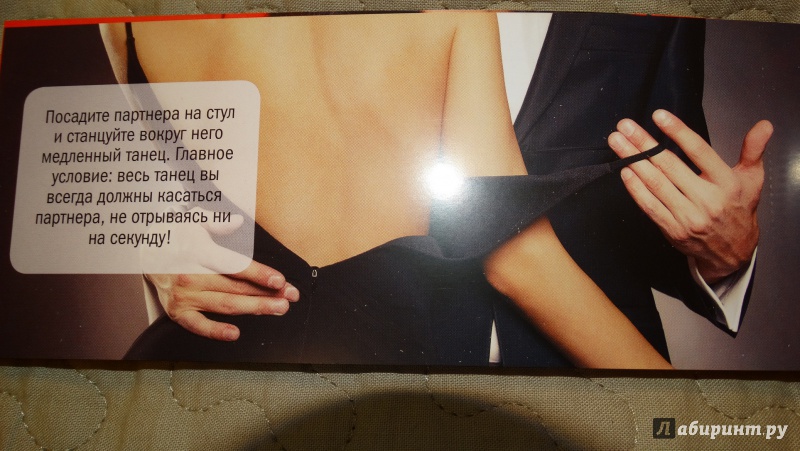 Посадите партнера на стул
и станцуйте вокруг него
медленный танец. Главное
условие: весь танец вы
всегда должны касаться
партнера, не отрываясь ни
на секунду!
Лабиринт.ру